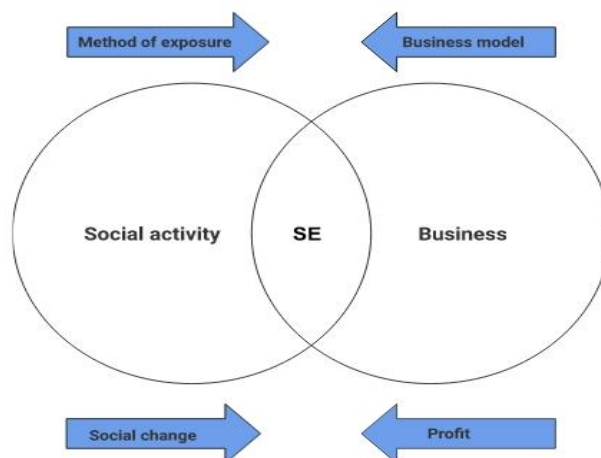 Method of exposure
Business model
Social activity
SE
Business
Social change
Profit